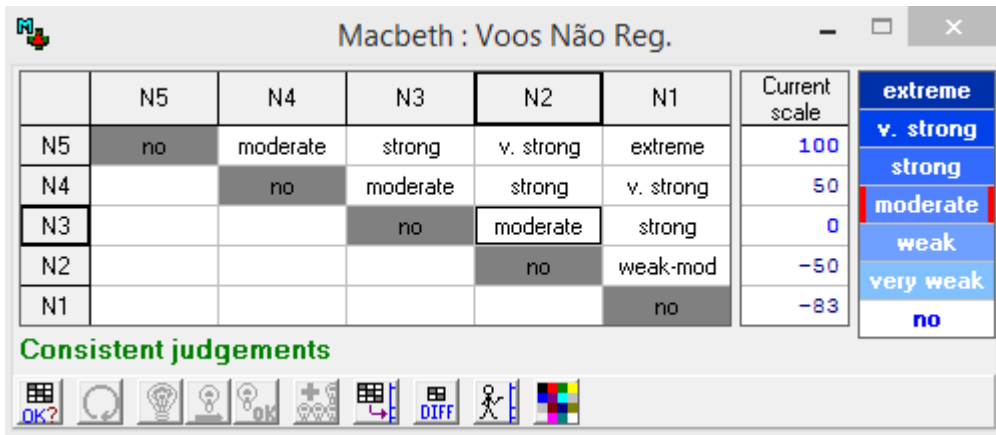 Macbeth : Voos Não Reg.
N5 N4 N3 N2 N1 Current scale extreme
v. strong
N5 no moderate strong v. strong extreme 100
strong
N4 no moderate strong v. strong 50
moderate
N3 no moderate strong 0
weak
N2 no weak-mod -50
very weak
N1 no -83
no
Consistent judgements
OK? OK DIFF